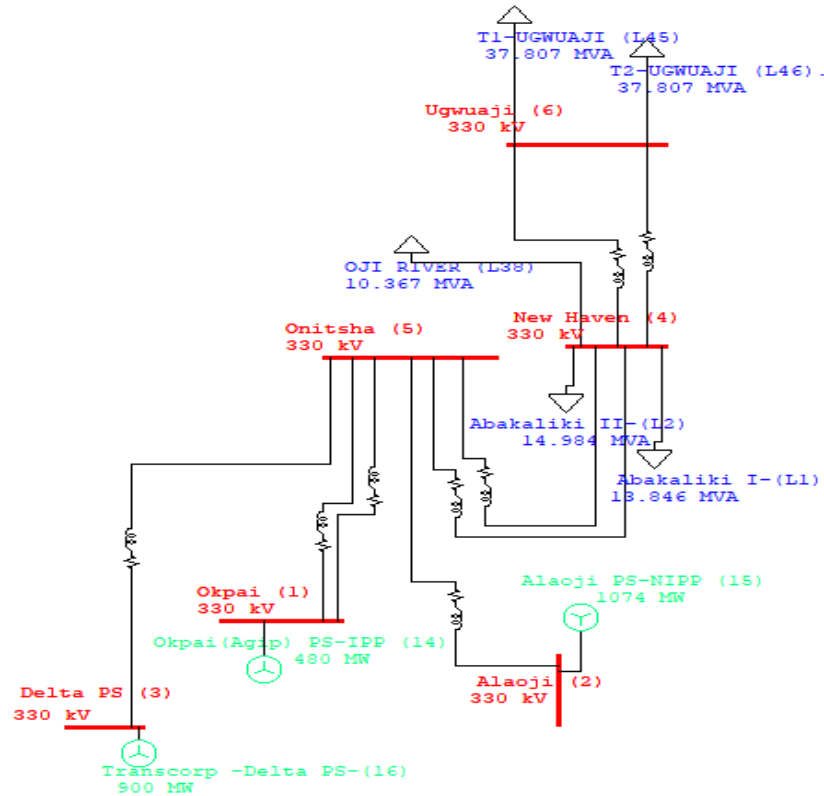 T1-UGWUAJI (L45)
37.807 MVA
T2-UGWUAJI (L46).
37.807 MVA
Ugwuaji (6)
330 kV
OJI RIVER (L38)
10.367 MVA
New Haven (4)
330 kV
Onitsha (5)
330 kV
Abakaliki II-(L2)
14.984 MVA
Abakaliki I-(L1)
13.846 MVA
Alaoji PS-NIPP (15)
1074 MW
Okpai (1)
330 kV
Okpai(Agip) PS-IPP (14)
480 MW
Alaoji (2)
330 kV
Delta PS (3)
330 kV
Transcorp -Delta PS-(16)
900 MW